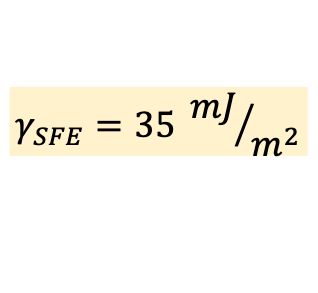 γ_SFE = 35 mJ/m²